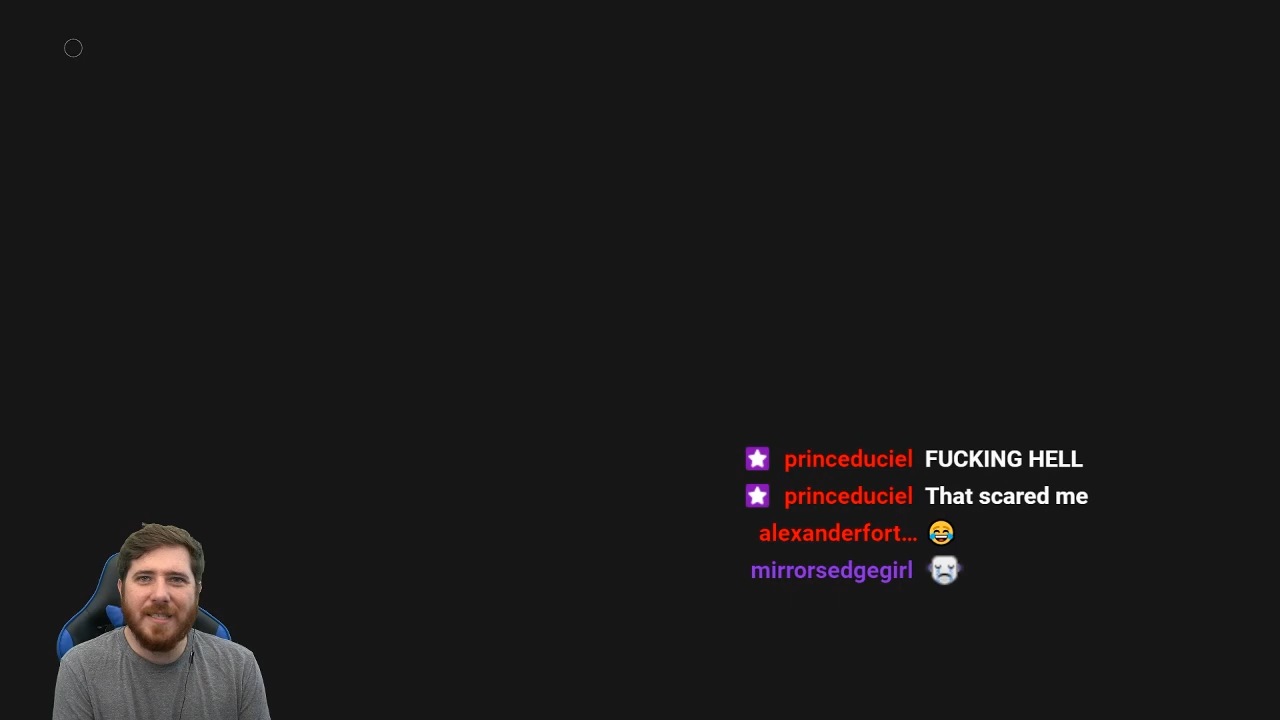 princeduciel FUCKING HELL
princeduciel That scared me
alexanderfort... 😂
mirrorsedgegirl